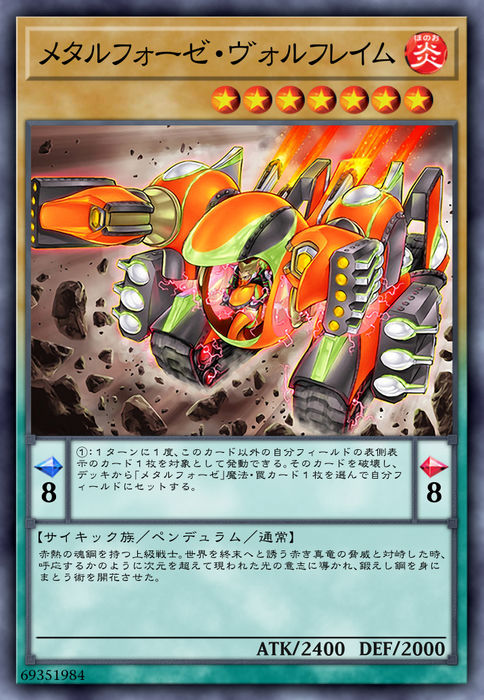 メタルフォーゼ・ヴォルフレイム
ほのお
炎
①:1ターンに1度、このカード以外の自分フィールドの表側表
示のカード1枚を対象として発動できる。そのカードを破壊し、
デッキから「メタルフォーゼ」魔法・罠カード1枚を選んで自分フ
ィールドにセットする。
8
8
【サイキック族/ペンデュラム/通常】
赤熱の魂鋼を持つ上級戦士。世界を終末へと誘う赤き真竜の脅威と対峙した時、
呼応するかのように次元を超えて現われた光の意志に導かれ、鍛えし鋼を身に
まとう術を開花させた。
ATK/2400 DEF/2000
69351984